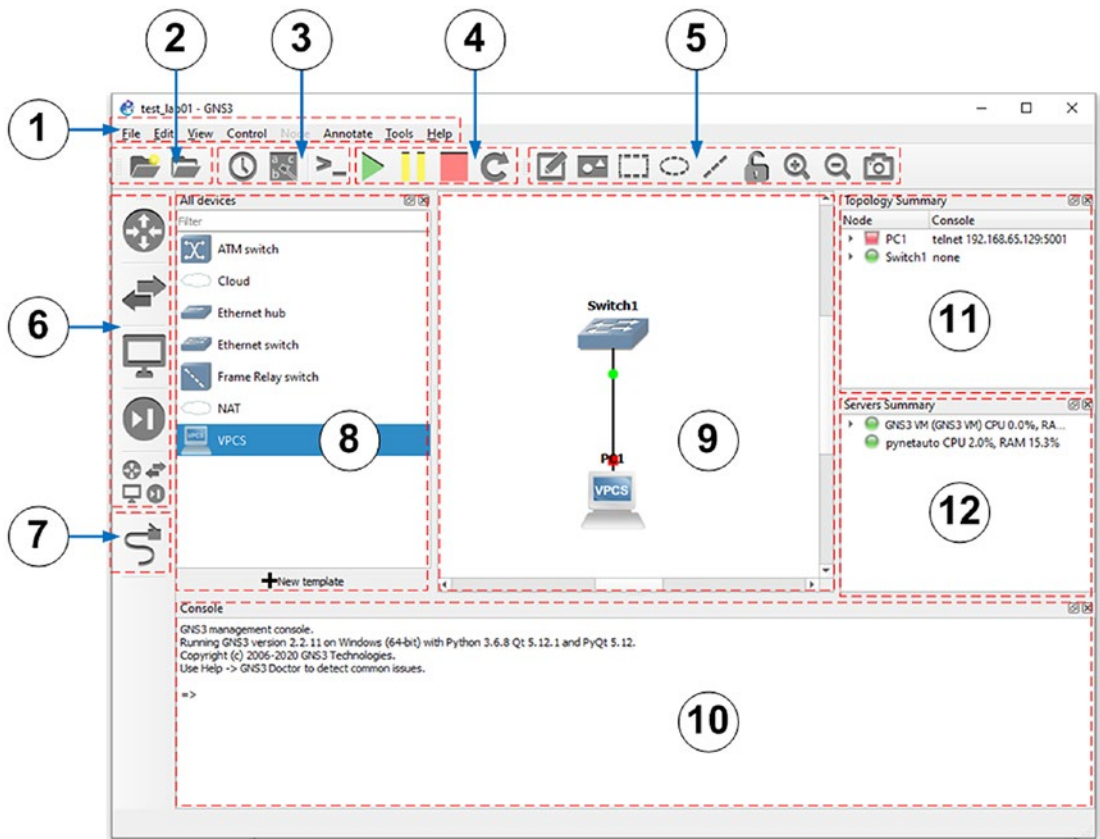 2
3
4
5
test_lab01 - GNS3
1
File Edit View Control Node Annotate Tools Help
a c
b
>_
All devices
Filter
ATM switch
Cloud
Ethernet hub
Ethernet switch
Frame Relay switch
NAT
VPCS
VPCS
8
New template
6
7
Switch1
9
PC1
VPCS
Topology Summary
Node Console
PC1 telnet 192.168.65.129:5001
Switch1 none
11
Servers Summary
GNS3 VM (GNS3 VM) CPU 0.0%, RA...
pynetauto CPU 2.0%, RAM 15.3%
12
Console
GNS3 management console.
Running GNS3 version 2.2.11 on Windows (64-bit) with Python 3.6.8 Qt 5.12.1 and PyQt 5.12.
Copyright (c) 2006-2020 GNS3 Technologies.
Use Help -> GNS3 Doctor to detect common issues.
=>
10